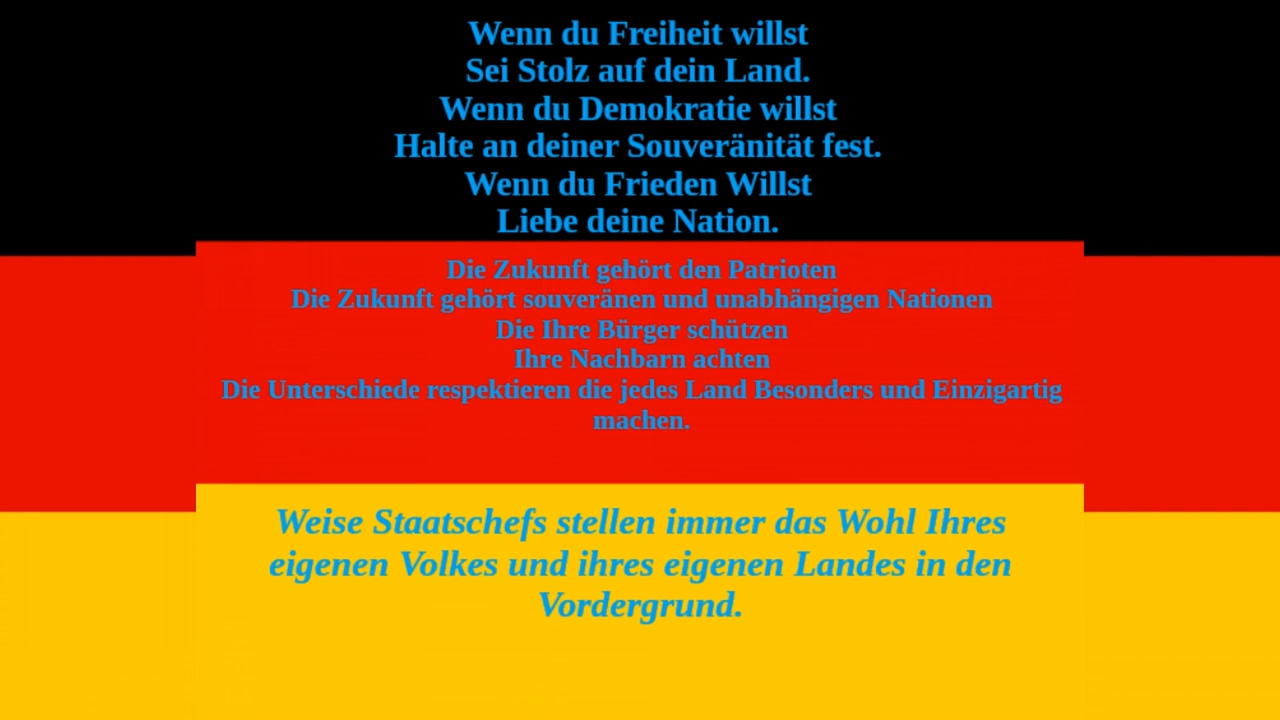 Wenn du Freiheit willst
Sei Stolz auf dein Land.
Wenn du Demokratie willst
Halte an deiner Souveränität fest.
Wenn du Frieden Willst
Liebe deine Nation.
Die Zukunft gehört den Patrioten
Die Zukunft gehört souveränen und unabhängigen Nationen
Die Ihre Bürger schützen
Ihre Nachbarn achten
Die Unterschiede respektieren die jedes Land Besonders und Einzigartig
machen.
Weise Staatschefs stellen immer das Wohl Ihres
eigenen Volkes und ihres eigenen Landes in den
Vordergrund.